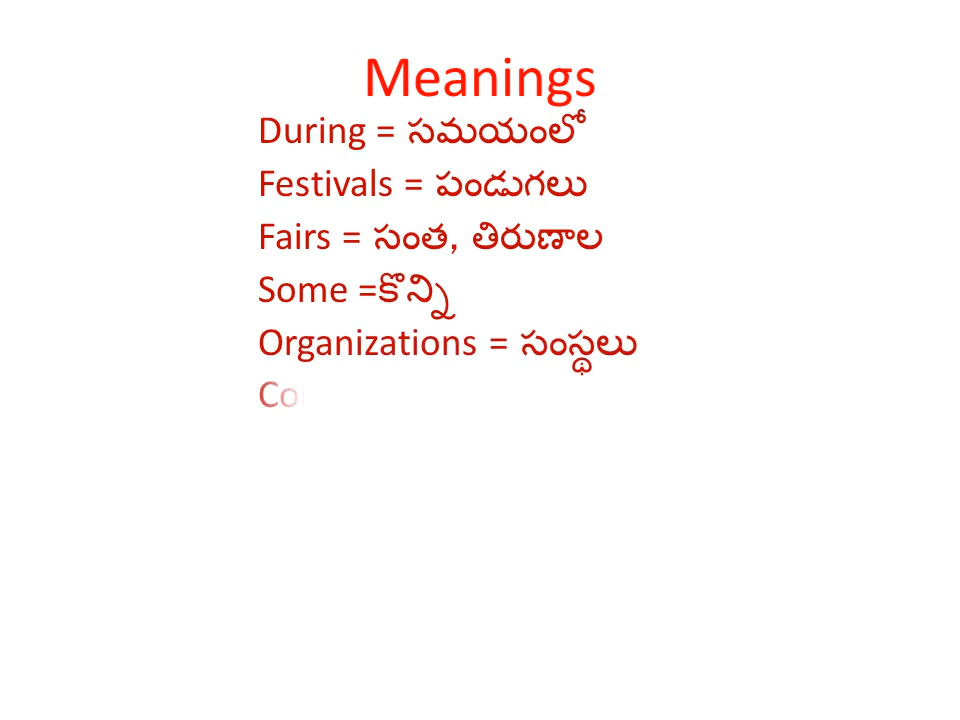 Meanings
During = సమయంలో
Festivals = పండుగలు
Fairs = సంత, తిరుణాల
Some =కొన్ని
Organizations = సంస్థలు